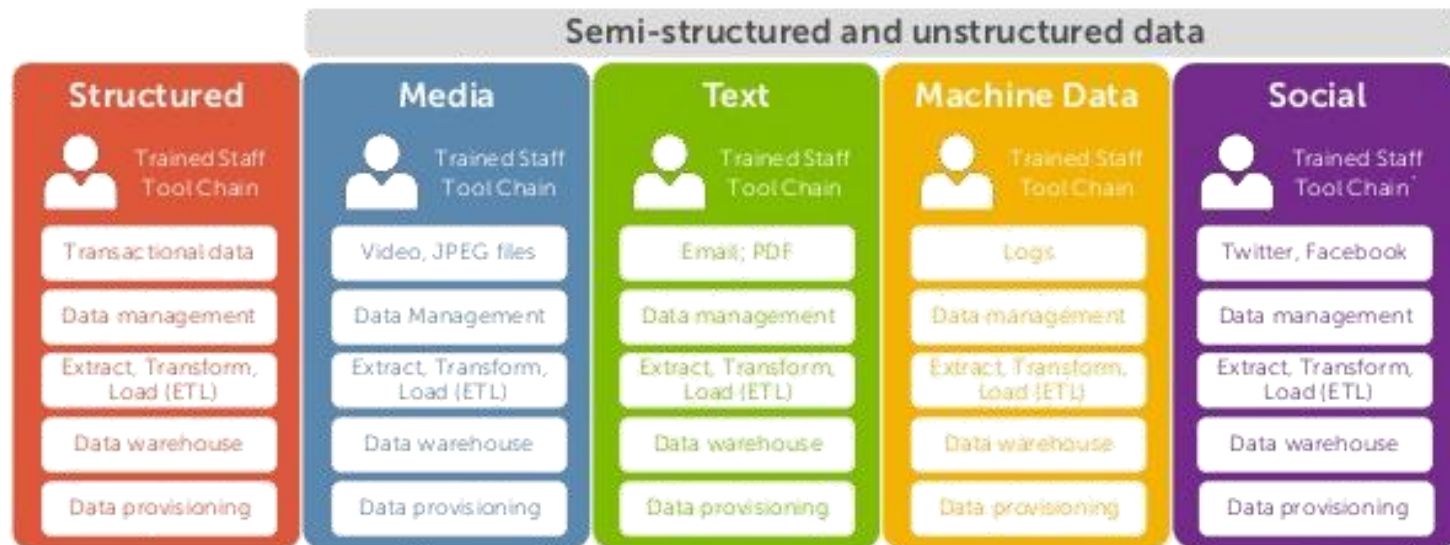 Semi-structured and unstructured data
Structured
Trained Staff
Tool Chain
Transactional data
Data management
Extract, Transform,
Load (ETL)
Data warehouse
Data provisioning
Media
Trained Staff
Tool Chain
Video, JPEG files
Data Management
Extract, Transform,
Load (ETL)
Data warehouse
Data provisioning
Text
Trained Staff
Tool Chain
Email; PDF
Data management
Extract, Transform,
Load (ETL)
Data warehouse
Data provisioning
Machine Data
Trained Staff
Tool Chain
Logs
Data management
Extract, Transform,
Load (ETL)
Data warehouse
Data provisioning
Social
Trained Staff
Tool Chain
Twitter, Facebook
Data management
Extract, Transform,
Load (ETL)
Data warehouse
Data provisioning